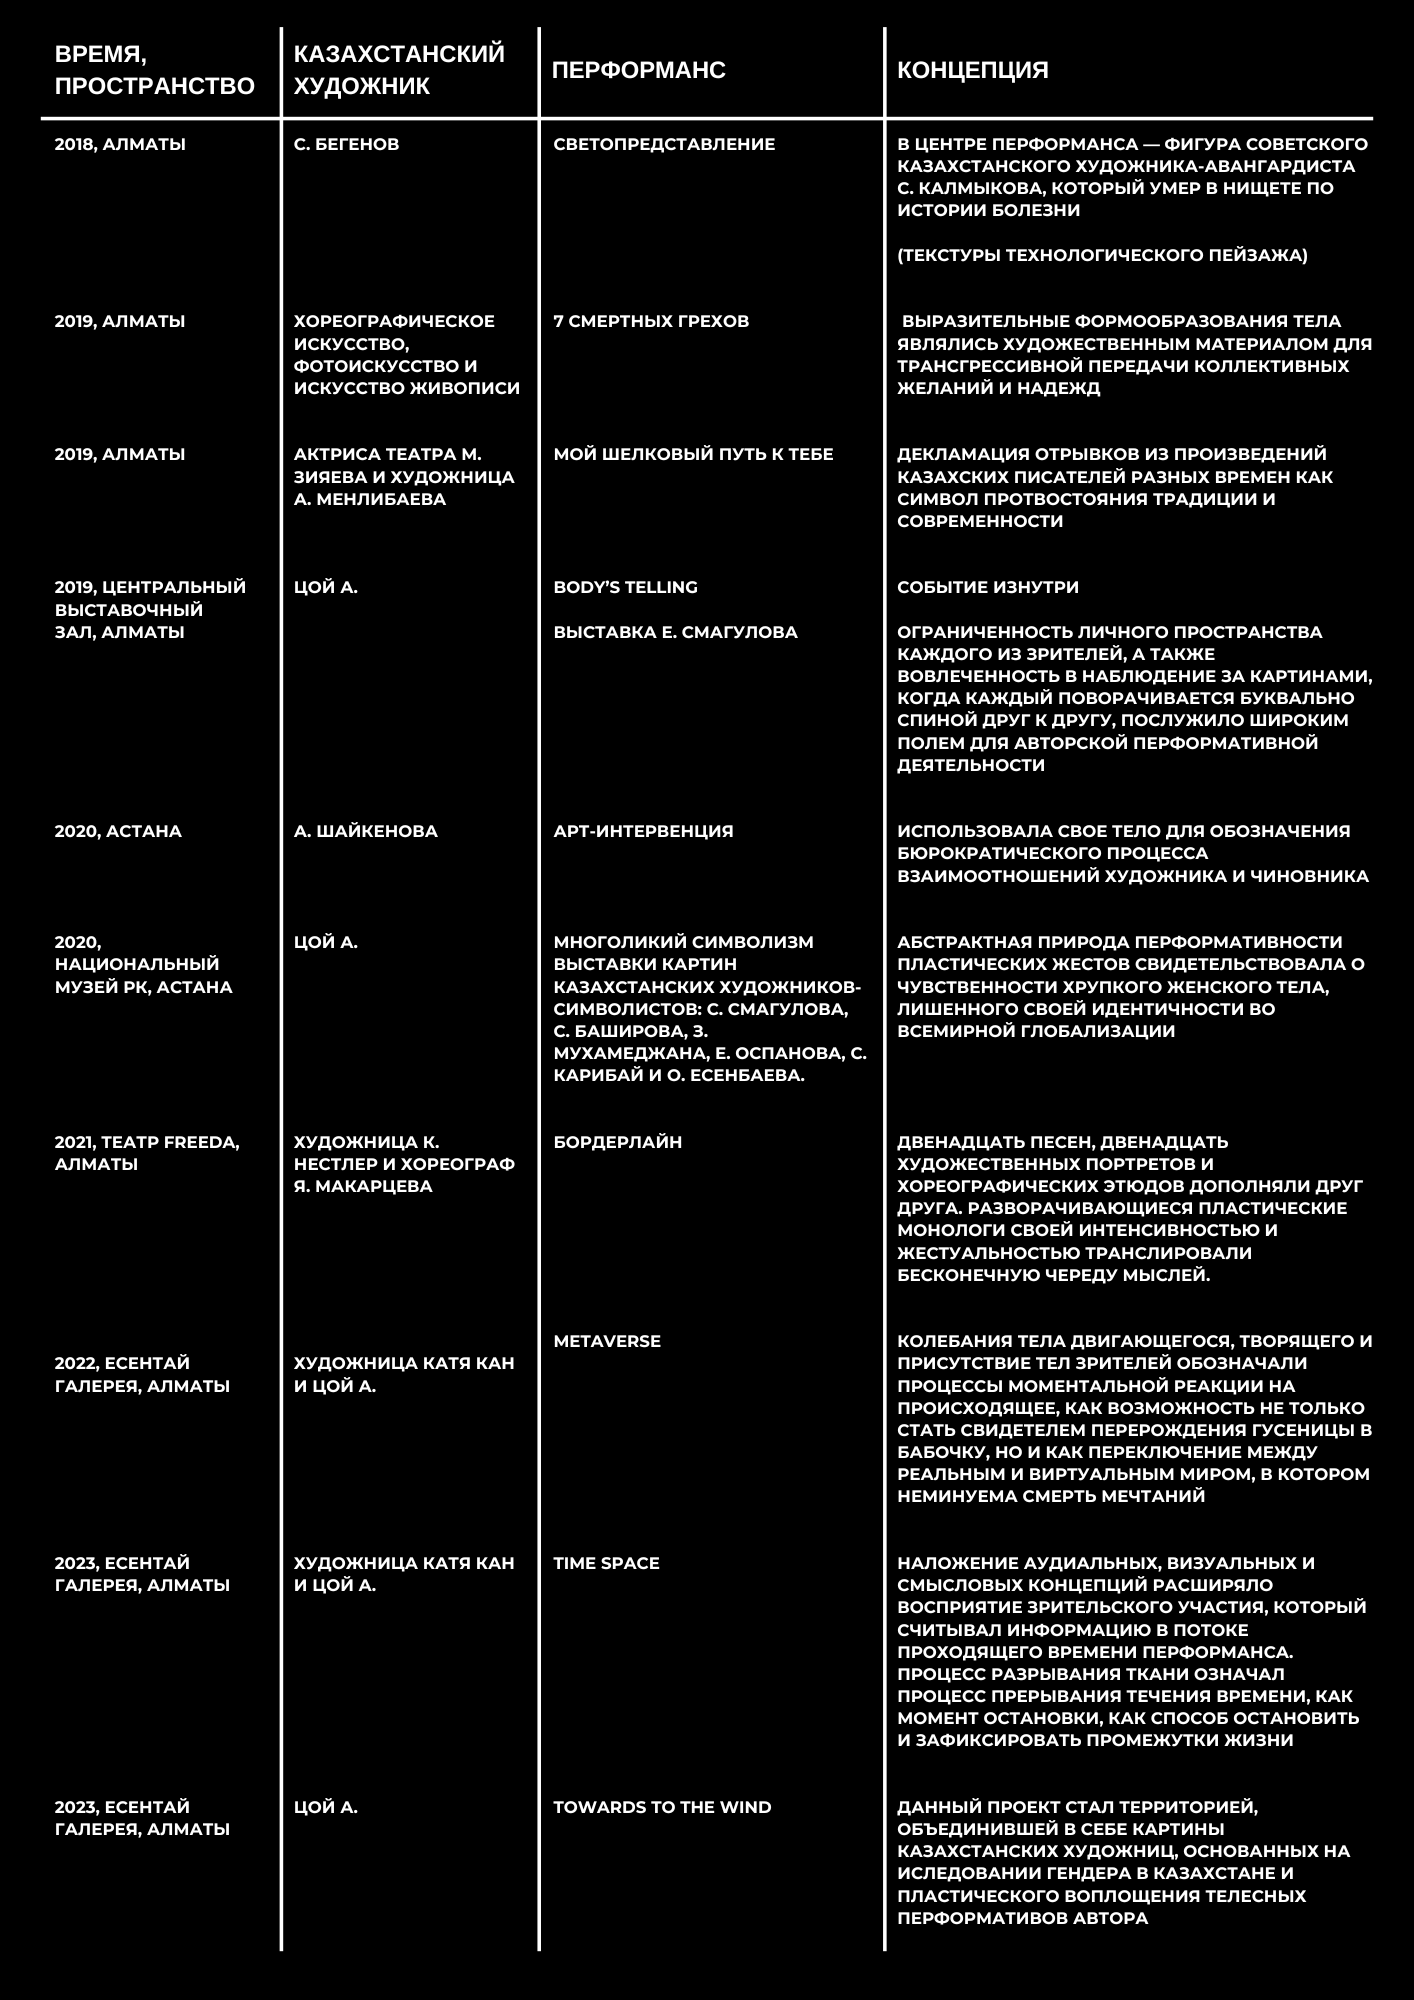 ВРЕМЯ,
ПРОСТРАНСТВО
КАЗАХСТАНСКИЙ
ХУДОЖНИК
ПЕРФОРМАНС
КОНЦЕПЦИЯ
2018, АЛМАТЫ
С. БЕГЕНОВ
СВЕТОПРЕДСТАВЛЕНИЕ
В ЦЕНТРЕ ПЕРФОРМАНСА — ФИГУРА СОВЕТСКОГО
КАЗАХСТАНСКОГО ХУДОЖНИКА-АВАНГАРДИСТА
С. КАЛМЫКОВА, КОТОРЫЙ УМЕР В НИЩЕТЕ ПО
ИСТОРИИ БОЛЕЗНИ
(ТЕКСТУРЫ ТЕХНОЛОГИЧЕСКОГО ПЕЙЗАЖА)
2019, АЛМАТЫ
ХОРЕОГРАФИЧЕСКОЕ
ИСКУССТВО,
ФОТОИСКУССТВО И
ИСКУССТВО ЖИВОПИСИ
7 СМЕРТНЫХ ГРЕХОВ
ВЫРАЗИТЕЛЬНЫЕ ФОРМООБРАЗОВАНИЯ ТЕЛА
ЯВЛЯЛИСЬ ХУДОЖЕСТВЕННЫМ МАТЕРИАЛОМ ДЛЯ
ТРАНСГРЕССИВНОЙ ПЕРЕДАЧИ КОЛЛЕКТИВНЫХ
ЖЕЛАНИЙ И НАДЕЖД
2019, АЛМАТЫ
АКТРИСА ТЕАТРА М.
ЗИЯЕВА И ХУДОЖНИЦА
А. МЕНЛИБАЕВА
МОЙ ШЕЛКОВЫЙ ПУТЬ К ТЕБЕ
ДЕКЛАМАЦИЯ ОТРЫВКОВ ИЗ ПРОИЗВЕДЕНИЙ
КАЗАХСКИХ ПИСАТЕЛЕЙ РАЗНЫХ ВРЕМЕН КАК
СИМВОЛ ПРОТВОСТОЯНИЯ ТРАДИЦИИ И
СОВРЕМЕННОСТИ
2019, ЦЕНТРАЛЬНЫЙ
ВЫСТАВОЧНЫЙ
ЗАЛ, АЛМАТЫ
ЦОЙ А.
BODY’S TELLING
ВЫСТАВКА Е. СМАГУЛОВА
СОБЫТИЕ ИЗНУТРИ
ОГРАНИЧЕННОСТЬ ЛИЧНОГО ПРОСТРАНСТВА
КАЖДОГО ИЗ ЗРИТЕЛЕЙ, А ТАКЖЕ
ВОВЛЕЧЕННОСТЬ В НАБЛЮДЕНИЕ ЗА КАРТИНАМИ,
КОГДА КАЖДЫЙ ПОВОРАЧИВАЕТСЯ БУКВАЛЬНО
СПИНОЙ ДРУГ К ДРУГУ, ПОСЛУЖИЛО ШИРОКИМ
ПОЛЕМ ДЛЯ АВТОРСКОЙ ПЕРФОРМАТИВНОЙ
ДЕЯТЕЛЬНОСТИ
2020, АСТАНА
А. ШАЙКЕНОВА
АРТ-ИНТЕРВЕНЦИЯ
ИСПОЛЬЗОВАЛА СВОЕ ТЕЛО ДЛЯ ОБОЗНАЧЕНИЯ
БЮРОКРАТИЧЕСКОГО ПРОЦЕССА
ВЗАИМООТНОШЕНИЙ ХУДОЖНИКА И ЧИНОВНИКА
2020,
НАЦИОНАЛЬНЫЙ
МУЗЕЙ РК, АСТАНА
ЦОЙ А.
МНОГОЛИКИЙ СИМВОЛИЗМ
ВЫСТАВКИ КАРТИН
КАЗАХСТАНСКИХ ХУДОЖНИКОВ-
СИМВОЛИСТОВ: С. СМАГУЛОВА,
С. БАШИРОВА, З.
МУХАМЕДЖАНА, Е. ОСПАНОВА, С.
КАРИБАЙ И О. ЕСЕНБАЕВА.
АБСТРАКТНАЯ ПРИРОДА ПЕРФОРМАТИВНОСТИ
ПЛАСТИЧЕСКИХ ЖЕСТОВ СВИДЕТЕЛЬСТВОВАЛА О
ЧУВСТВЕННОСТИ ХРУПКОГО ЖЕНСКОГО ТЕЛА,
ЛИШЕННОГО СВОЕЙ ИДЕНТИЧНОСТИ ВО
ВСЕМИРНОЙ ГЛОБАЛИЗАЦИИ
2021, ТЕАТР FREEDA,
АЛМАТЫ
ХУДОЖНИЦА К.
НЕСТЛЕР И ХОРЕОГРАФ
Я. МАКАРЦЕВА
БОРДЕРЛАЙН
ДВЕНАДЦАТЬ ПЕСЕН, ДВЕНАДЦАТЬ
ХУДОЖЕСТВЕННЫХ ПОРТРЕТОВ И
ХОРЕОГРАФИЧЕСКИХ ЭТЮДОВ ДОПОЛНЯЛИ ДРУГ
ДРУГА. РАЗВОРАЧИВАЮЩИЕСЯ ПЛАСТИЧЕСКИЕ
МОНОЛОГИ СВОЕЙ ИНТЕНСИВНОСТЬЮ И
ЖЕСТУАЛЬНОСТЬЮ ТРАНСЛИРОВАЛИ
БЕСКОНЕЧНУЮ ЧЕРЕДУ МЫСЛЕЙ.
2022, ЕСЕНТАЙ
ГАЛЕРЕЯ, АЛМАТЫ
ХУДОЖНИЦА КАТЯ КАН
И ЦОЙ А.
METAVERSE
КОЛЕБАНИЯ ТЕЛА ДВИГАЮЩЕГОСЯ, ТВОРЯЩЕГО И
ПРИСУТСТВИЕ ТЕЛ ЗРИТЕЛЕЙ ОБОЗНАЧАЛИ
ПРОЦЕССЫ МОМЕНТАЛЬНОЙ РЕАКЦИИ НА
ПРОИСХОДЯЩЕЕ, КАК ВОЗМОЖНОСТЬ НЕ ТОЛЬКО
СТАТЬ СВИДЕТЕЛЕМ ПЕРЕРОЖДЕНИЯ ГУСЕНИЦЫ В
БАБОЧКУ, НО И КАК ПЕРЕКЛЮЧЕНИЕ МЕЖДУ
РЕАЛЬНЫМ И ВИРТУАЛЬНЫМ МИРОМ, В КОТОРОМ
НЕМИНУЕМА СМЕРТЬ МЕЧТАНИЙ
2023, ЕСЕНТАЙ
ГАЛЕРЕЯ, АЛМАТЫ
ХУДОЖНИЦА КАТЯ КАН
И ЦОЙ А.
TIME SPACE
НАЛОЖЕНИЕ АУДИАЛЬНЫХ, ВИЗУАЛЬНЫХ И
СМЫСЛОВЫХ КОНЦЕПЦИЙ РАСШИРЯЛО
ВОСПРИЯТИЕ ЗРИТЕЛЬСКОГО УЧАСТИЯ, КОТОРЫЙ
СЧИТЫВАЛ ИНФОРМАЦИЮ В ПОТОКЕ
ПРОХОДЯЩЕГО ВРЕМЕНИ ПЕРФОРМАНСА.
ПРОЦЕСС РАЗРЫВАНИЯ ТКАНИ ОЗНАЧАЛ
ПРОЦЕСС ПРЕРЫВАНИЯ ТЕЧЕНИЯ ВРЕМЕНИ, КАК
МОМЕНТ ОСТАНОВКИ, КАК СПОСОБ ОСТАНОВИТЬ
И ЗАФИКСИРОВАТЬ ПРОМЕЖУТКИ ЖИЗНИ
2023, ЕСЕНТАЙ
ГАЛЕРЕЯ, АЛМАТЫ
ЦОЙ А.
TOWARDS TO THE WIND
ДАННЫЙ ПРОЕКТ СТАЛ ТЕРРИТОРИЕЙ,
ОБЪЕДИНИВШЕЙ В СЕБЕ КАРТИНЫ
КАЗАХСТАНСКИХ ХУДОЖНИЦ, ОСНОВАННЫХ НА
ИСЛЕДОВАНИИ ГЕНДЕРА В КАЗАХСТАНЕ И
ПЛАСТИЧЕСКОГО ВОПЛОЩЕНИЯ ТЕЛЕСНЫХ
ПЕРФОРМАТИВОВ АВТОРА